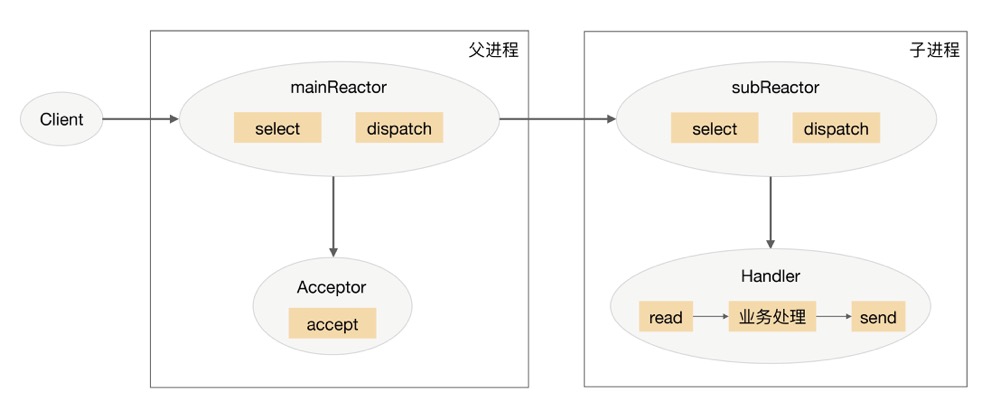 父进程
子进程
Client
mainReactor
select
dispatch
subReactor
select
dispatch
Acceptor
accept
Handler
read
业务处理
send